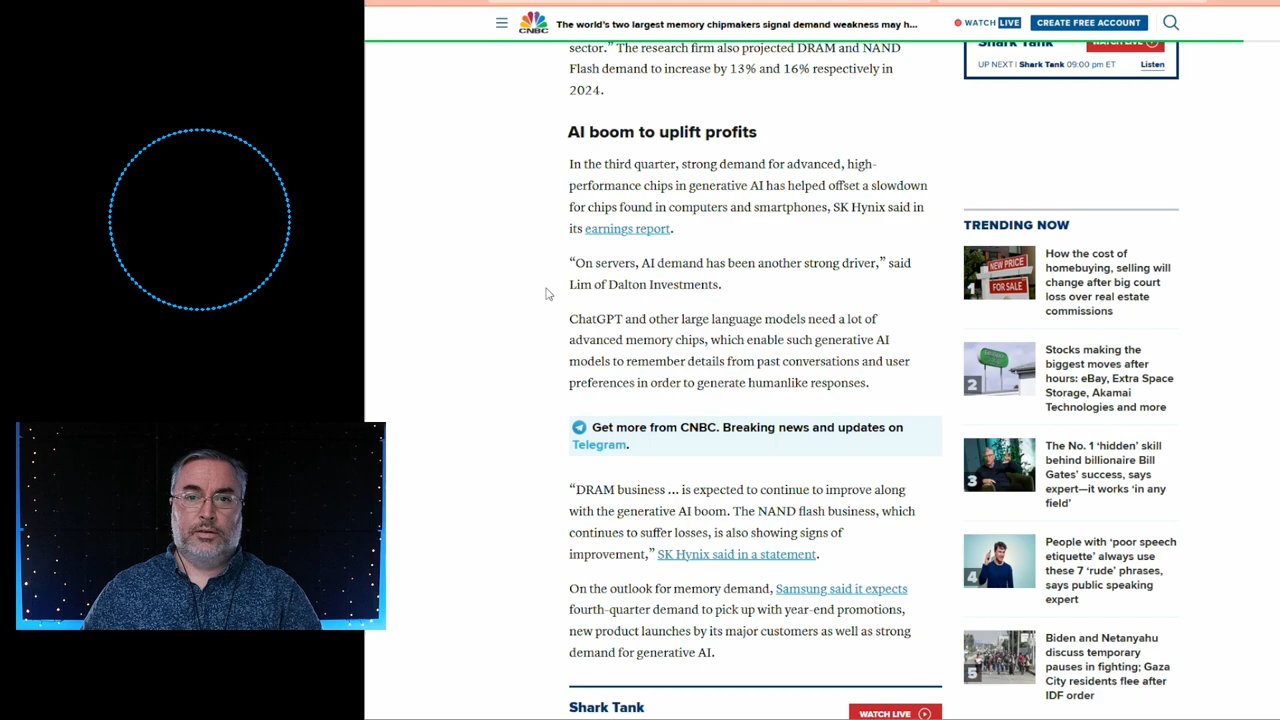 CNBC
The world's two largest memory chipmakers signal demand weakness may h...
WATCH LIVE
CREATE FREE ACCOUNT
sector.” The research firm also projected DRAM and NAND
Flash demand to increase by 13% and 16% respectively in
2024.
AI boom to uplift profits
In the third quarter, strong demand for advanced, high-
performance chips in generative AI has helped offset a slowdown
for chips found in computers and smartphones, SK Hynix said in
its earnings report.
“On servers, AI demand has been another strong driver,” said
Lim of Dalton Investments.
ChatGPT and other large language models need a lot of
advanced memory chips, which enable such generative AI
models to remember details from past conversations and user
preferences in order to generate humanlike responses.
Get more from CNBC. Breaking news and updates on
Telegram.
“DRAM business ... is expected to continue to improve along
with the generative AI boom. The NAND flash business, which
continues to suffer losses, is also showing signs of
improvement,” SK Hynix said in a statement.
On the outlook for memory demand, Samsung said it expects
fourth-quarter demand to pick up with year-end promotions,
new product launches by its major customers as well as strong
demand for generative AI.
Shark Tank
WATCH LIVE
Shark Tank
WATCH LIVE
UP NEXT | Shark Tank 09:00 pm ET
Listen
TRENDING NOW
NEW PRICE
FOR SALE
1
How the cost of
homebuying, selling will
change after big court
loss over real estate
commissions
2
Stocks making the
biggest moves after
hours: eBay, Extra Space
Storage, Akamai
Technologies and more
3
The No. 1 ‘hidden’ skill
behind billionaire Bill
Gates’ success, says
expert—it works ‘in any
field’
4
People with ‘poor speech
etiquette’ always use
these 7 ‘rude’ phrases,
says public speaking
expert
5
Biden and Netanyahu
discuss temporary
pauses in fighting; Gaza
City residents flee after
IDF order